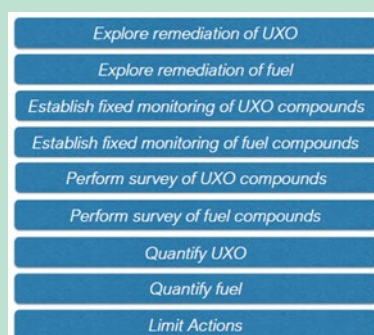 Explore remediation of UXO
Explore remediation of fuel
Establish fixed monitoring of UXO compounds
Establish fixed monitoring of fuel compounds
Perform survey of UXO compounds
Perform survey of fuel compounds
Quantify UXO
Quantify fuel
Limit Actions